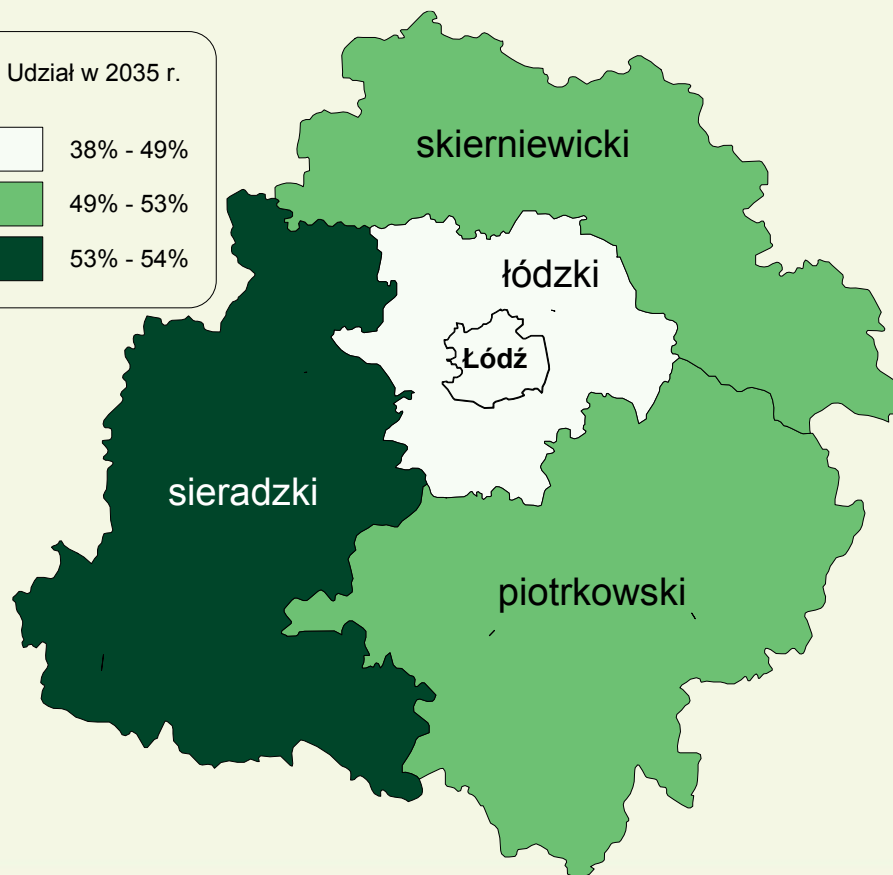 Udział w 2035 r.
38% - 49%
49% - 53%
53% - 54%
skierniewicki
łódzki
Łódź
sieradzki
piotrkowski